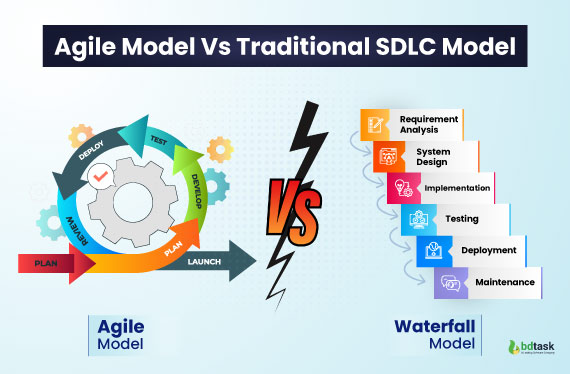 Agile Model Vs Traditional SDLC Model
DEPLOY
TEST
DEVELOP
REVIEW
PLAN
PLAN
LAUNCH
Agile
Model
VS
Requirement
Analysis
System
Design
Implementation
Testing
Deployment
Maintenance
Waterfall
Model
bdtask